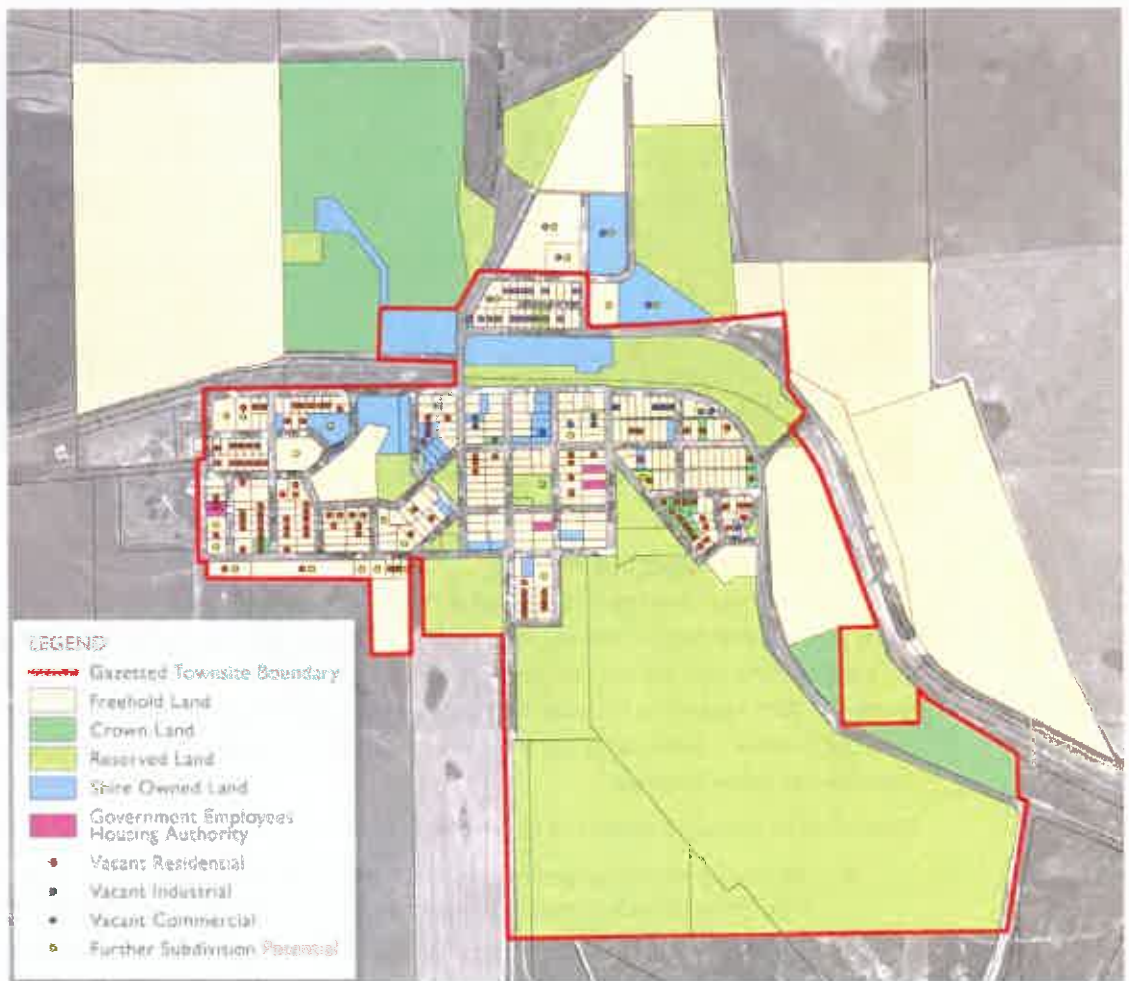 LEGEND
Gazetted Townsite Boundary
Freehold Land
Crown Land
Reserved Land
Shire Owned Land
Government Employees
Housing Authority
Vacant Residential
Vacant Industrial
Vacant Commercial
Further Subdivision Potential